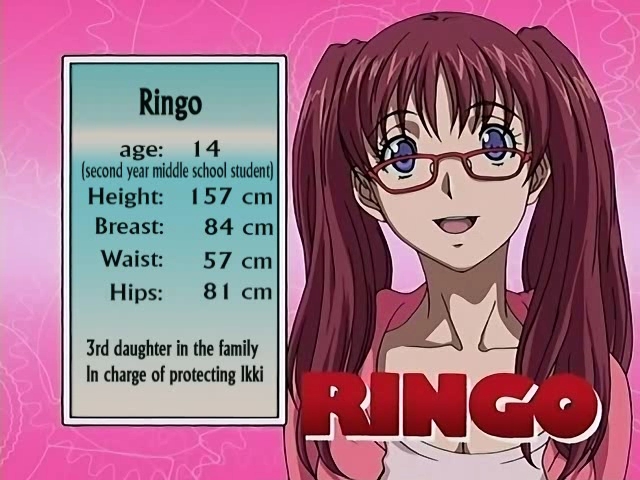 Ringo
age: 14
(second year middle school student)
Height: 157 cm
Breast: 84 cm
Waist: 57 cm
Hips: 81 cm
3rd daughter in the family
In charge of protecting Ikki
RINGO